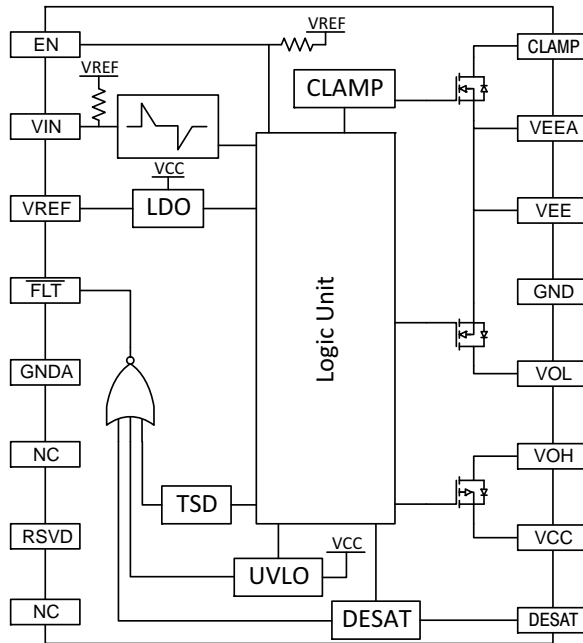 EN
VREF
CLAMP
VREF
CLAMP
VIN
VEEA
VCC
VREF
LDO
VEE
FLT
GND
Logic Unit
GNDA
VOL
NC
VOH
TSD
RSVD
VCC
UVLO
VCC
NC
DESAT
DESAT